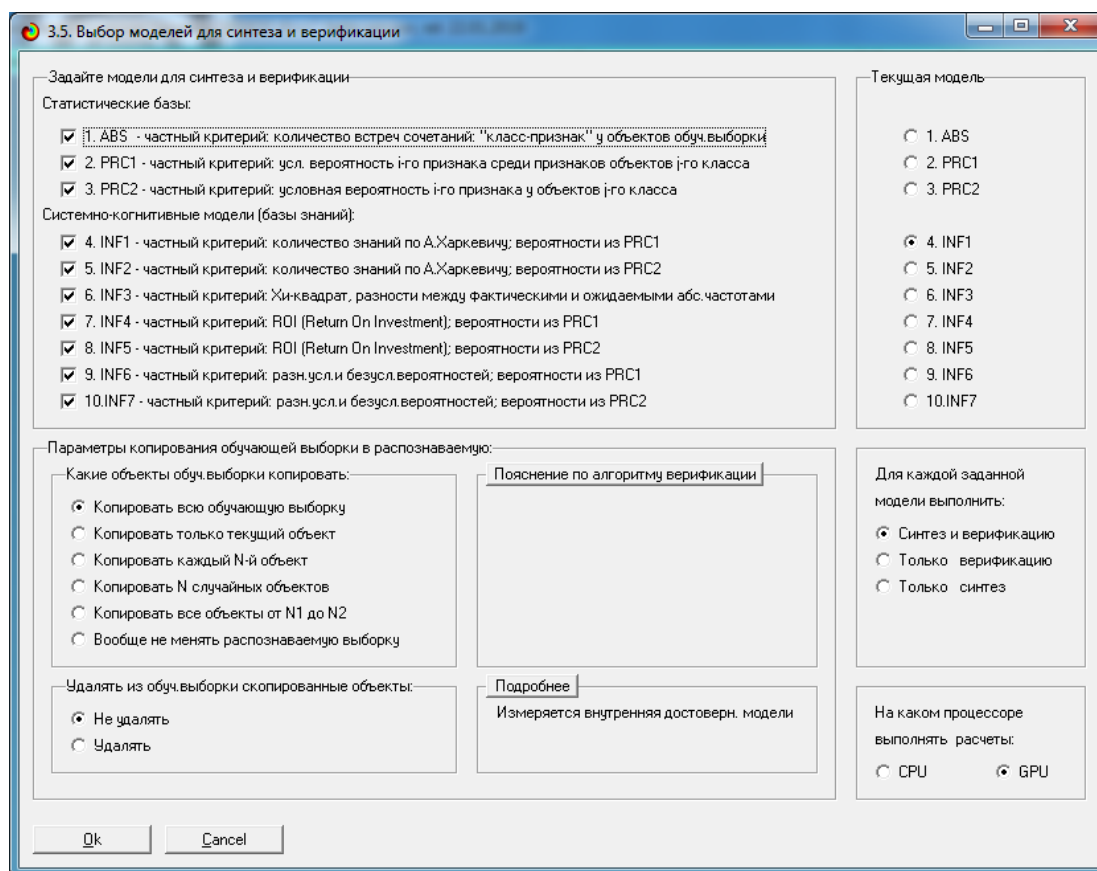 3.5. Выбор моделей для синтеза и верификации
Задайте модели для синтеза и верификации
Статистические базы:
1. ABS - частный критерий: количество встреч сочетаний: "класс-признак" у объектов обуч.выборки
2. PRC1 - частный критерий: усл. вероятность i-го признака среди признаков объектов j-го класса
3. PRC2 - частный критерий: условная вероятность i-го признака у объектов j-го класса
Системно-когнитивные модели (базы знаний):
4. INF1 - частный критерий: количество знаний по А.Харкевичу; вероятности из PRC1
5. INF2 - частный критерий: количество знаний по А.Харкевичу; вероятности из PRC2
6. INF3 - частный критерий: Хи-квадрат, разности между фактическими и ожидаемыми абс.частотами
7. INF4 - частный критерий: ROI (Return On Investment); вероятности из PRC1
8. INF5 - частный критерий: ROI (Return On Investment); вероятности из PRC2
9. INF6 - частный критерий: разн.усл.и безусл.вероятностей; вероятности из PRC1
10.INF7 - частный критерий: разн.усл.и безусл.вероятностей; вероятности из PRC2
Текущая модель
1. ABS
2. PRC1
3. PRC2
4. INF1
5. INF2
6. INF3
7. INF4
8. INF5
9. INF6
10.INF7
Параметры копирования обучающей выборки в распознаваемую:
Какие объекты обуч.выборки копировать:
Копировать всю обучающую выборку
Копировать только текущий объект
Копировать каждый N-й объект
Копировать N случайных объектов
Копировать все объекты от N1 до N2
Вообще не менять распознаваемую выборку
Пояснение по алгоритму верификации
Для каждой заданной
модели выполнить:
Синтез и верификацию
Только верификацию
Только синтез
Удалять из обуч.выборки скопированные объекты:
Не удалять
Удалять
Подробнее
Измеряется внутренняя достоверн. модели
На каком процессоре
выполнять расчеты:
CPU GPU
Ok Cancel